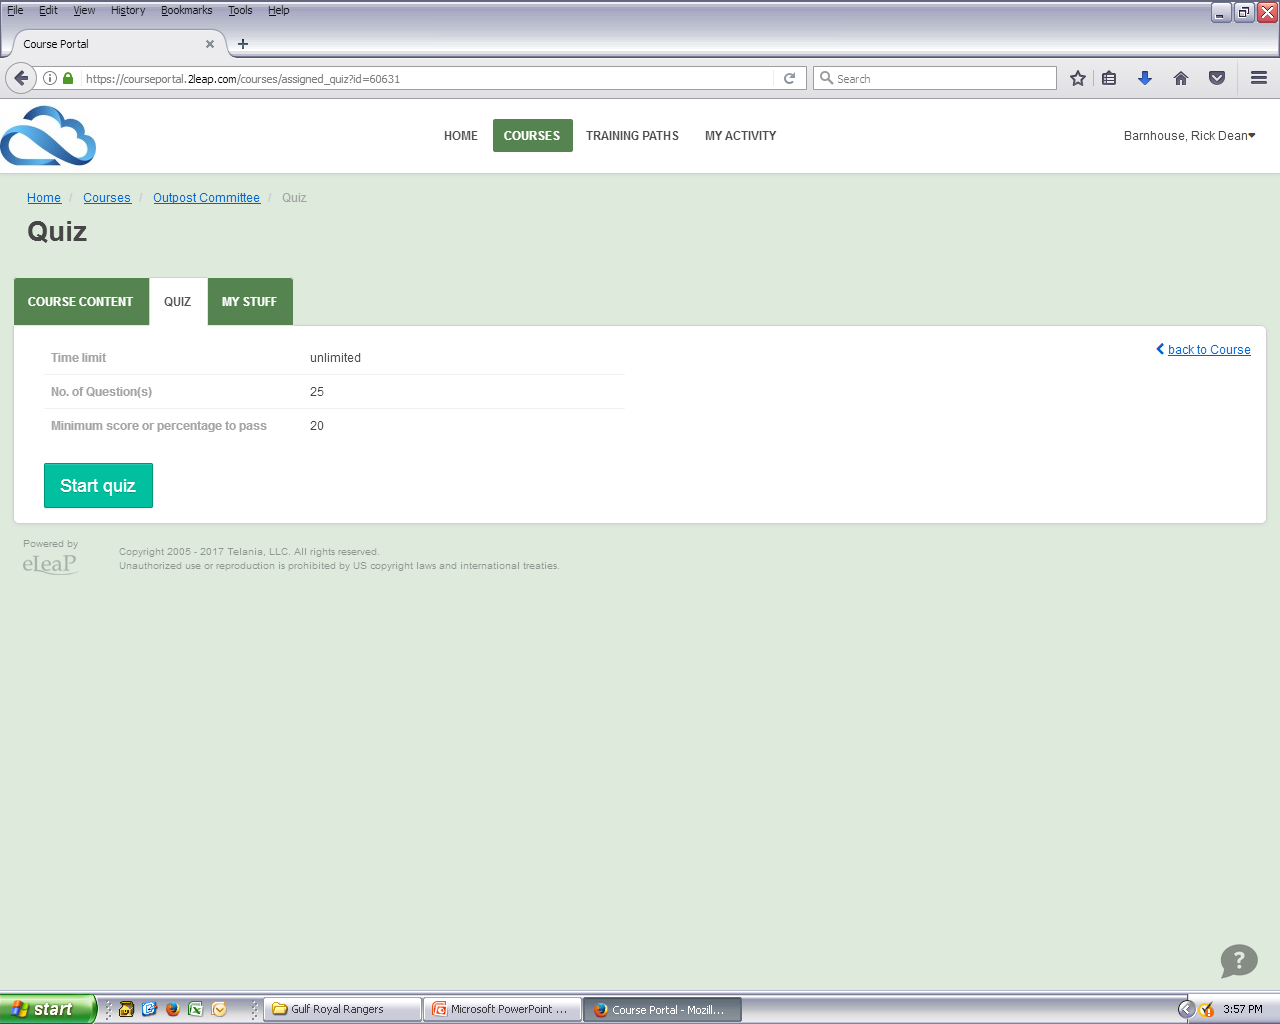 File Edit View History Bookmarks Tools Help
Course Portal
https://courseportal.2leap.com/courses/assigned_quiz?id=60631
Search
HOME COURSES TRAINING PATHS MY ACTIVITY
Barnhouse, Rick Dean
Home / Courses / Outpost Committee / Quiz
Quiz
COURSE CONTENT QUIZ MY STUFF
back to Course
Time limit unlimited
No. of Question(s) 25
Minimum score or percentage to pass 20
Start quiz
Powered by
eLeaP
Copyright 2005 - 2017 Telania, LLC. All rights reserved.
Unauthorized use or reproduction is prohibited by US copyright laws and international treaties.
?
start Gulf Royal Rangers Microsoft PowerPoint ... Course Portal - Mozill... 3:57 PM